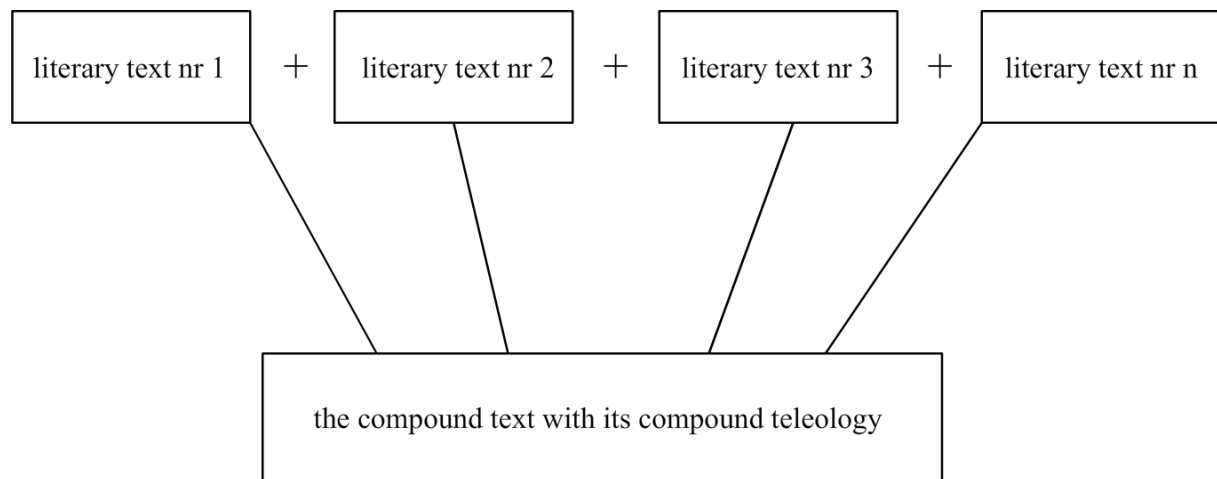 literary text nr 1 + literary text nr 2 + literary text nr 3 + literary text nr n
the compound text with its compound teleology